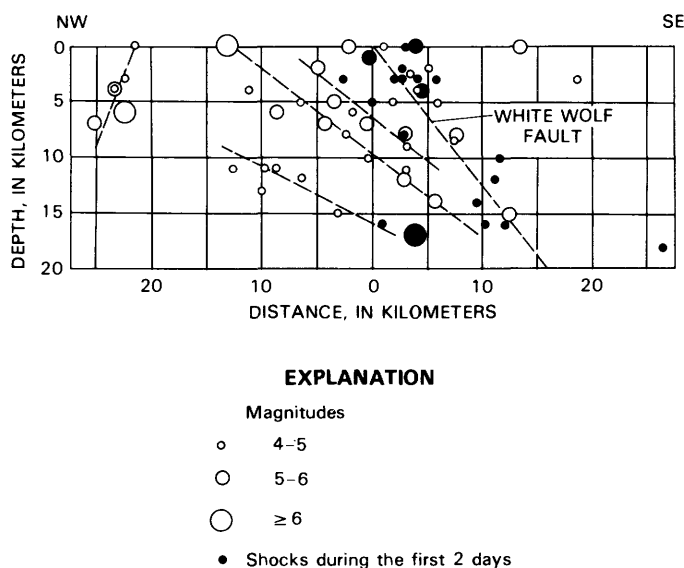 NW SE
0
5
10
15
20
DEPTH, IN KILOMETERS
WHITE WOLF
FAULT
20 10 0 10 20
DISTANCE, IN KILOMETERS
EXPLANATION
Magnitudes
4–5
5–6
≥ 6
Shocks during the first 2 days